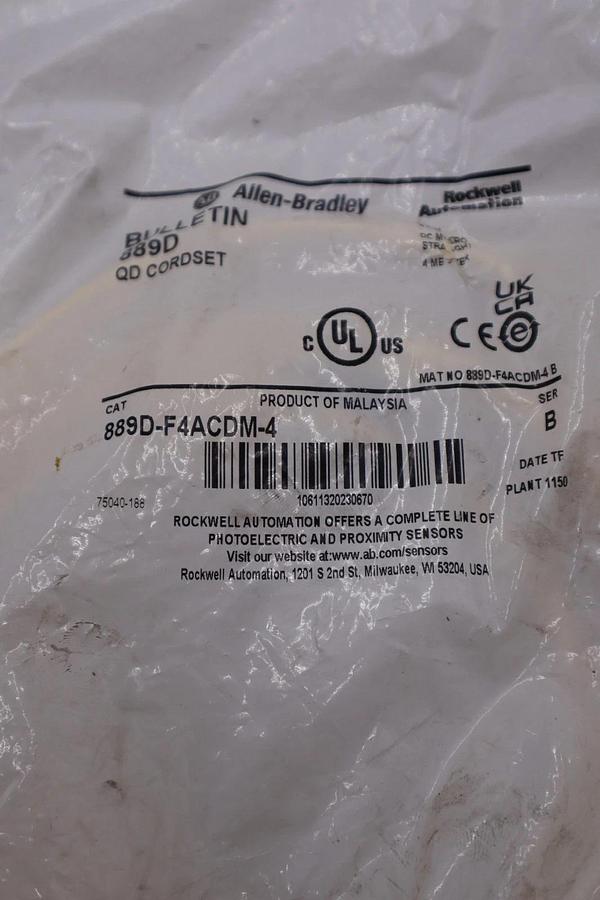 Allen-Bradley
Rockwell
Automation
BULLETIN
889D
QD CORDSET
UK
CA
C UL US
CE
MAT NO 889D-F4ACDM-4 B
PRODUCT OF MALAYSIA
CAT
SER
889D-F4ACDM-4
B
DATE TF
PLANT 1150
75040-188
10611320230670
ROCKWELL AUTOMATION OFFERS A COMPLETE LINE OF
PHOTOELECTRIC AND PROXIMITY SENSORS
Visit our website at:www.ab.com/sensors
Rockwell Automation, 1201 S 2nd St, Milwaukee, WI 53204, USA